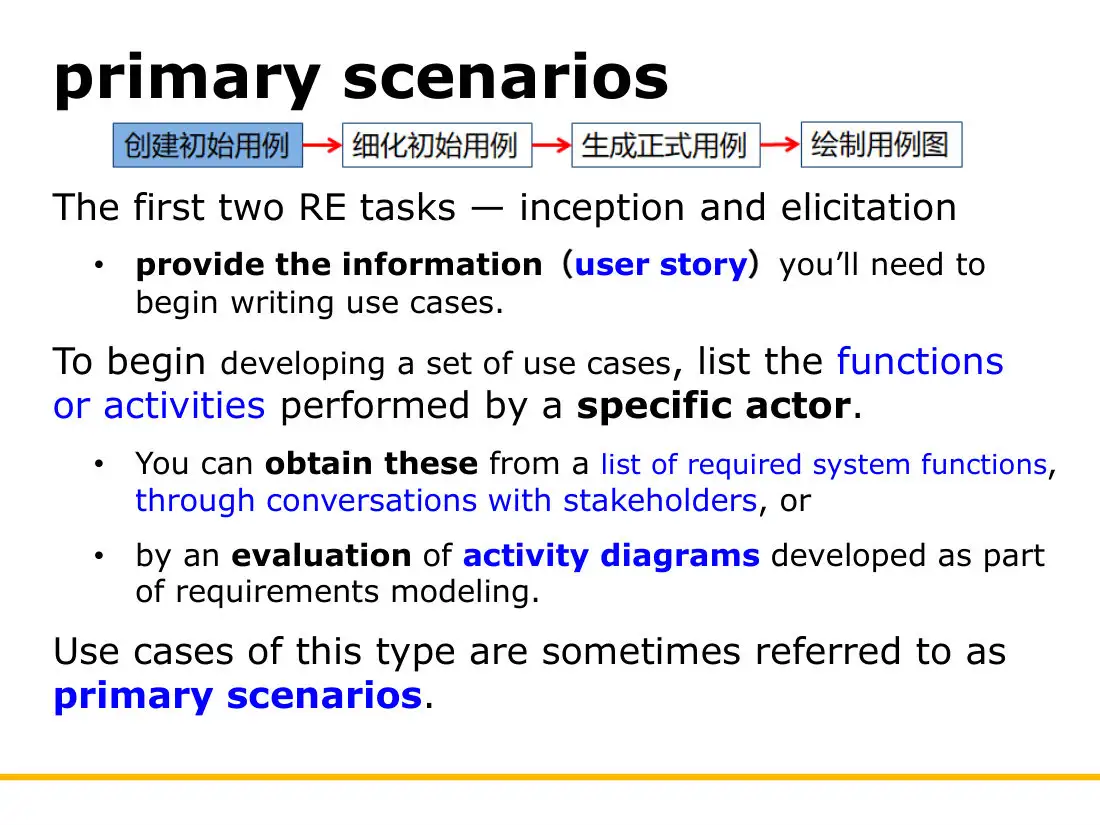 primary scenarios
创建初始用例 细化初始用例 生成正式用例 绘制用例图
The first two RE tasks — inception and elicitation
• provide the information（user story）you’ll need to
begin writing use cases.
To begin developing a set of use cases, list the functions
or activities performed by a specific actor.
• You can obtain these from a list of required system functions,
through conversations with stakeholders, or
• by an evaluation of activity diagrams developed as part
of requirements modeling.
Use cases of this type are sometimes referred to as
primary scenarios.